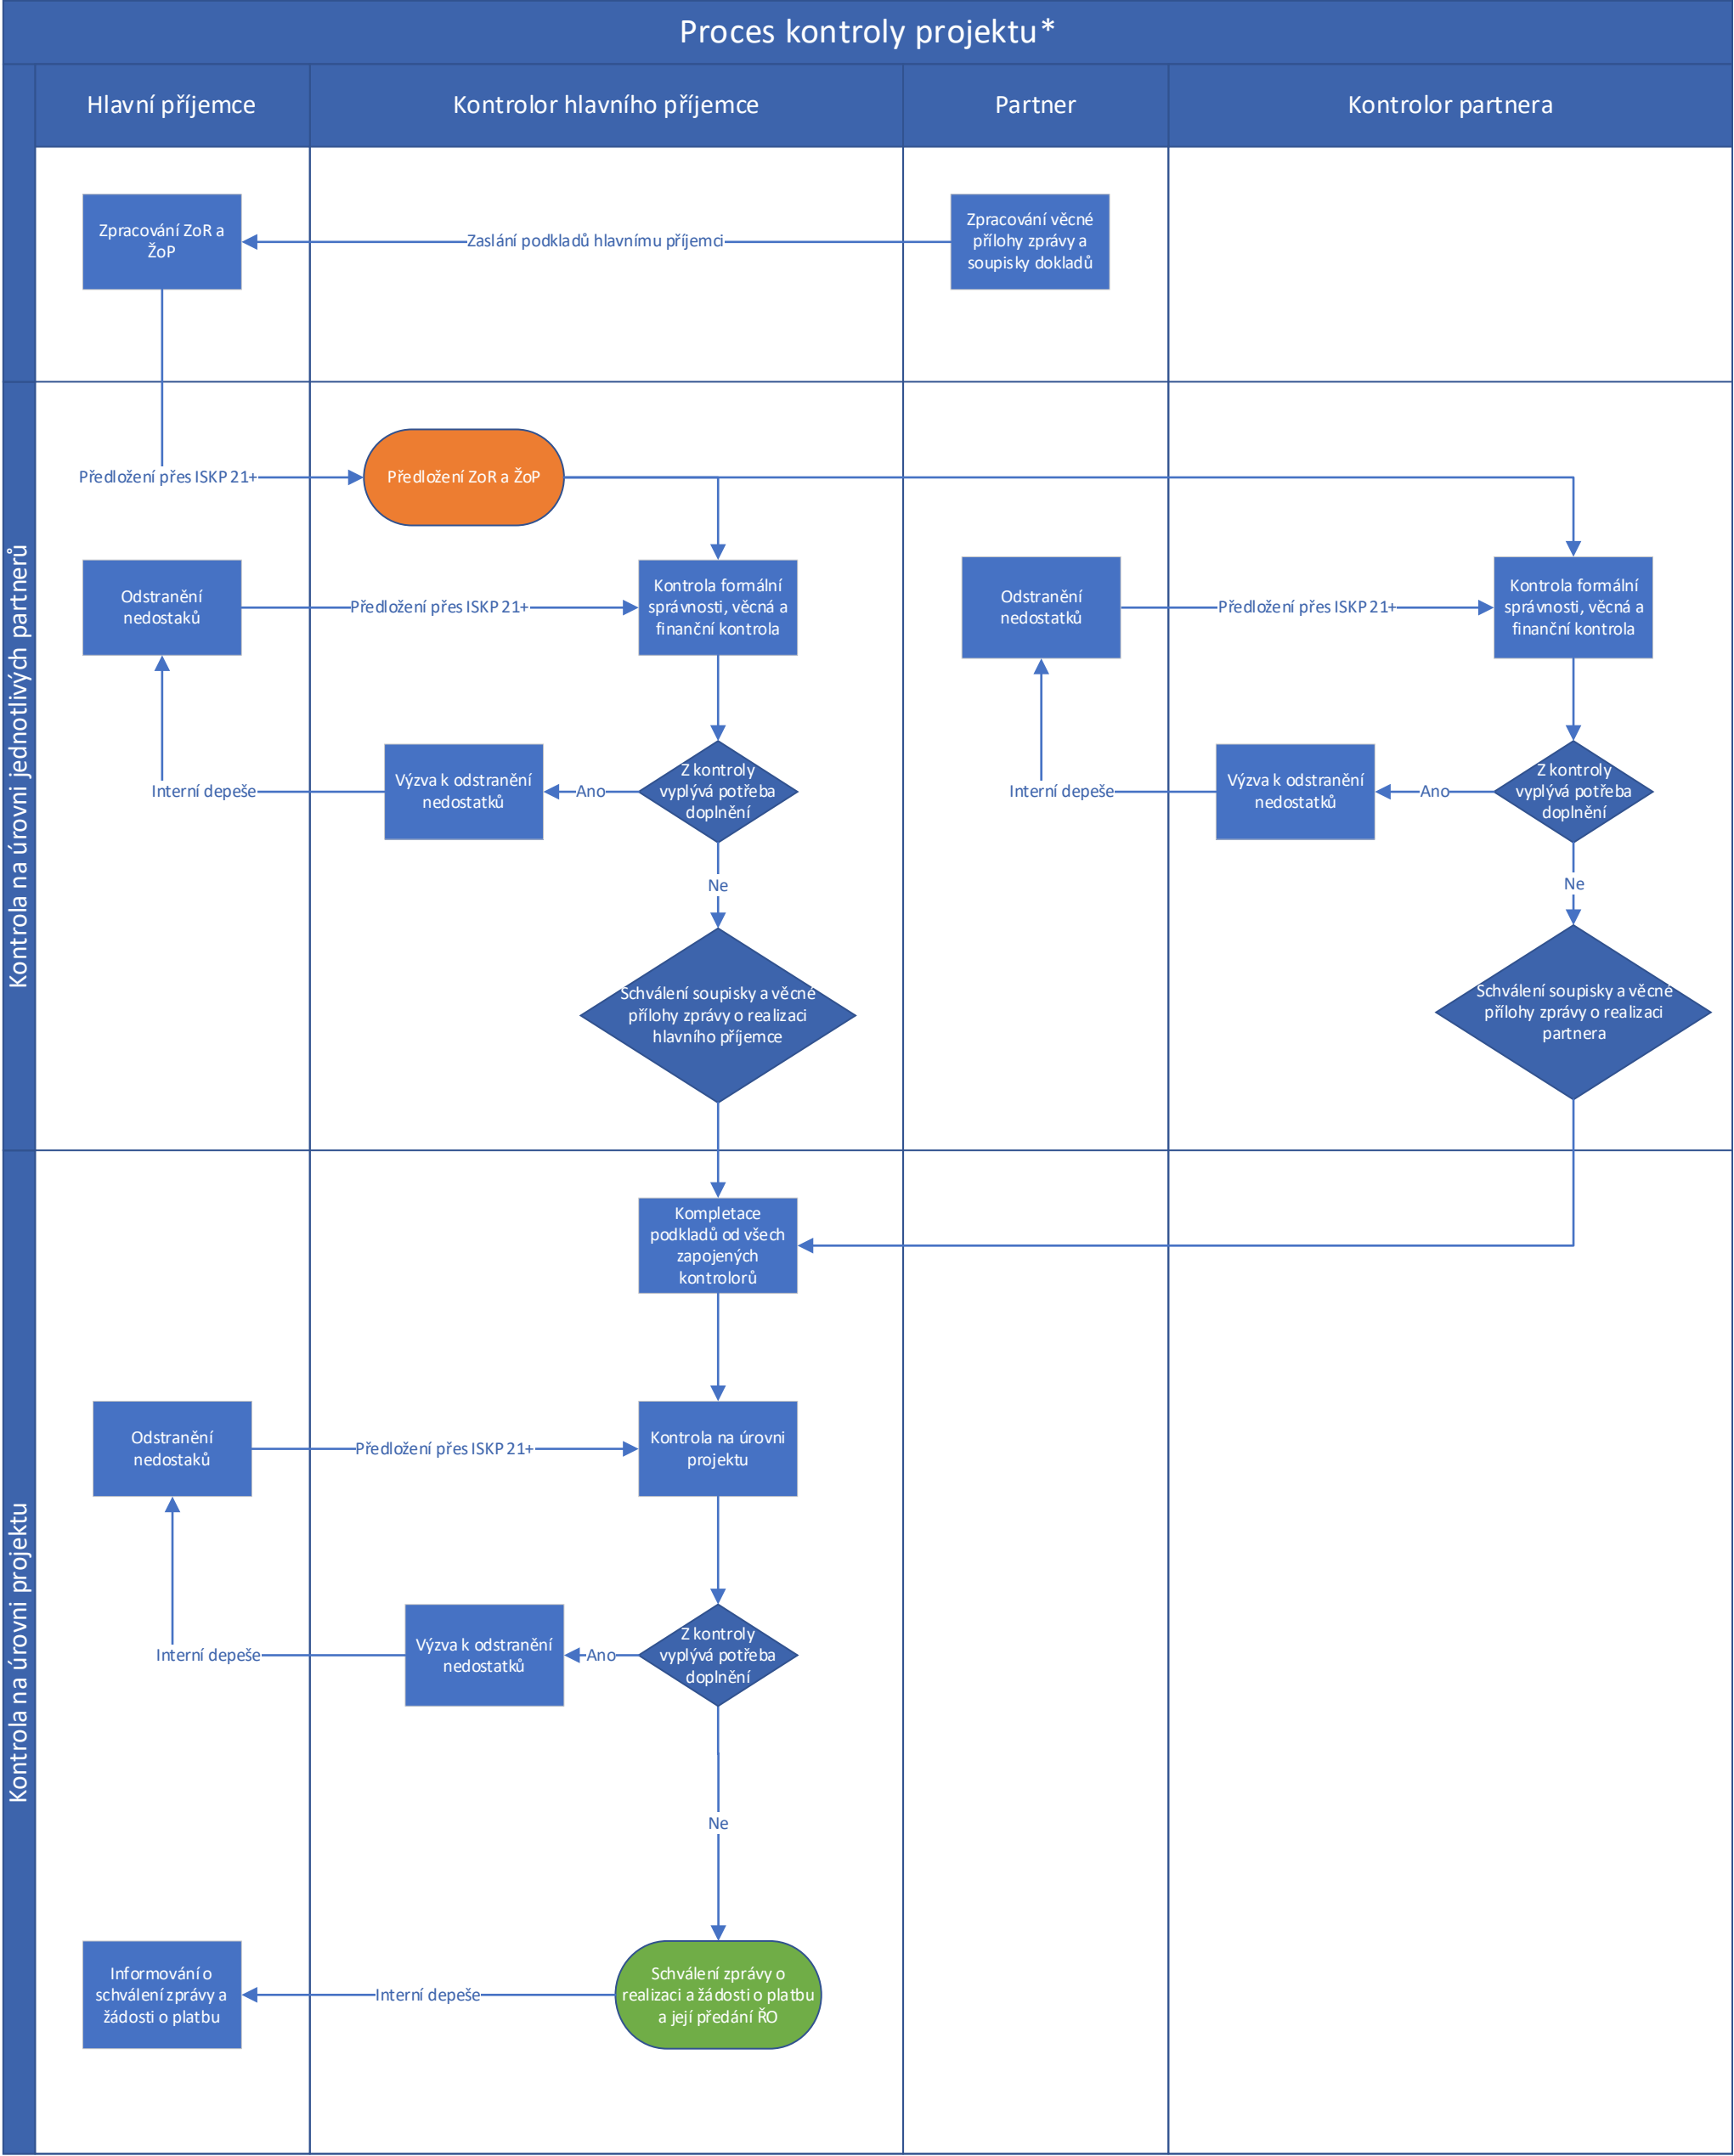 Proces kontroly projektu*
Hlavní příjemce
Kontrolor hlavního příjemce
Partner
Kontrolor partnera
Zpracování ZoR a
ŽoP
Zaslání podkladů hlavnímu příjemci
Zpracování věcné
přílohy zprávy a
soupisky dokladů
Kontrola na úrovni jednotlivých partnerů
Předložení přes ISKP 21+
Předložení ZoR a ŽoP
Odstranění
nedostaků
Předložení přes ISKP 21+
Kontrola formální
správnosti, věcná a
finanční kontrola
Odstranění
nedostatků
Předložení přes ISKP 21+
Kontrola formální
správnosti, věcná a
finanční kontrola
Interní depeše
Výzva k odstranění
nedostatků
Ano
Z kontroly
vyplývá potřeba
doplnění
Interní depeše
Výzva k odstranění
nedostatků
Ano
Z kontroly
vyplývá potřeba
doplnění
Ne
Ne
Schválení soupisky a věcné
přílohy zprávy o realizaci
hlavního příjemce
Schválení soupisky a věcné
přílohy zprávy o realizaci
partnera
Kontrola na úrovni projektu
Kompletace
podkladů od všech
zapojených
kontrolorů
Odstranění
nedostaků
Předložení přes ISKP 21+
Kontrola na úrovni
projektu
Interní depeše
Výzva k odstranění
nedostatků
Ano
Z kontroly
vyplývá potřeba
doplnění
Ne
Informování o
schválení zprávy a
žádosti o platbu
Interní depeše
Schválení zprávy o
realizaci a žádosti o platbu
a její předání ŘO